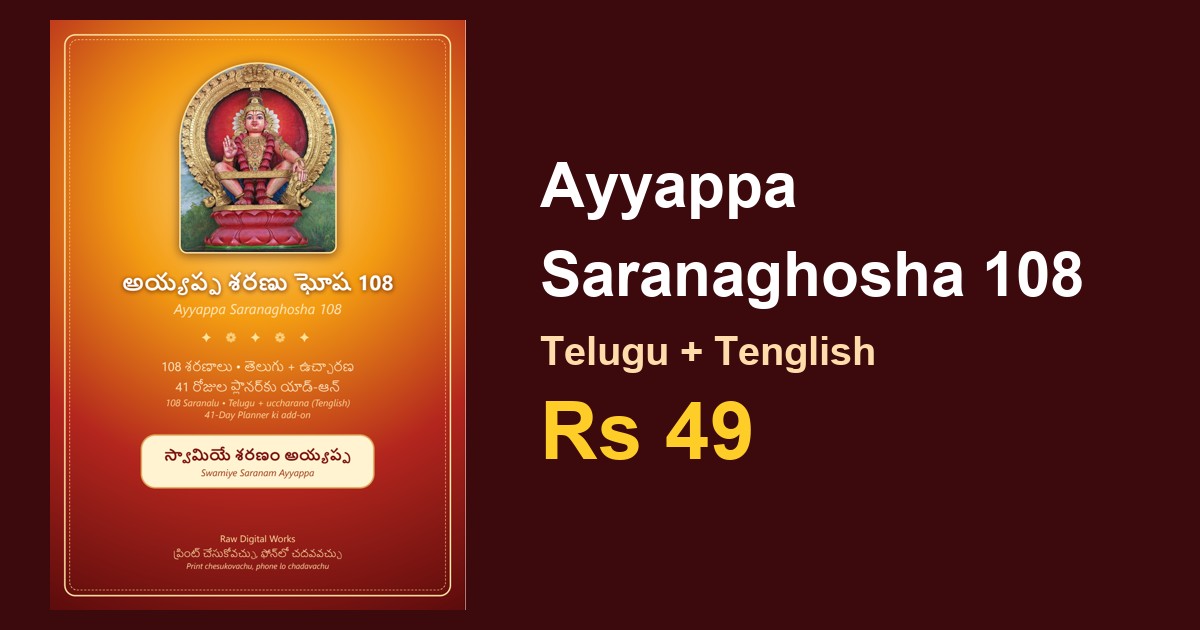 అయ్యప్ప శరణు ఘోష 108
Ayyappa Saranaghosha 108
108 శరణాలు • తెలుగు + ఉచ్చారణ
41 రోజుల ప్లానర్‌కు యాడ్-ఆన్
108 Saranalu • Telugu + uccharana (Tenglish)
41-Day Planner ki add-on
స్వామియే శరణం అయ్యప్ప
Swamiye Saranam Ayyappa
Raw Digital Works
ప్రింట్ చేసుకోవచ్చు, ఫోన్‌లో చదవవచ్చు
Print chesukovachu, phone lo chadavachu
Ayyappa
Saranaghosha 108
Telugu + Tenglish
Rs 49